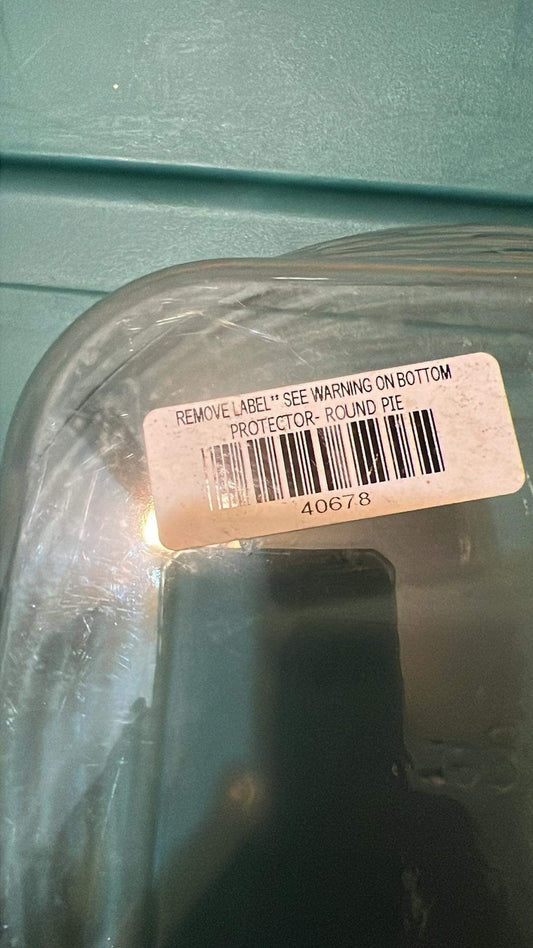 REMOVE LABEL** SEE WARNING ON BOTTOM
PROTECTOR- ROUND PIE
40678